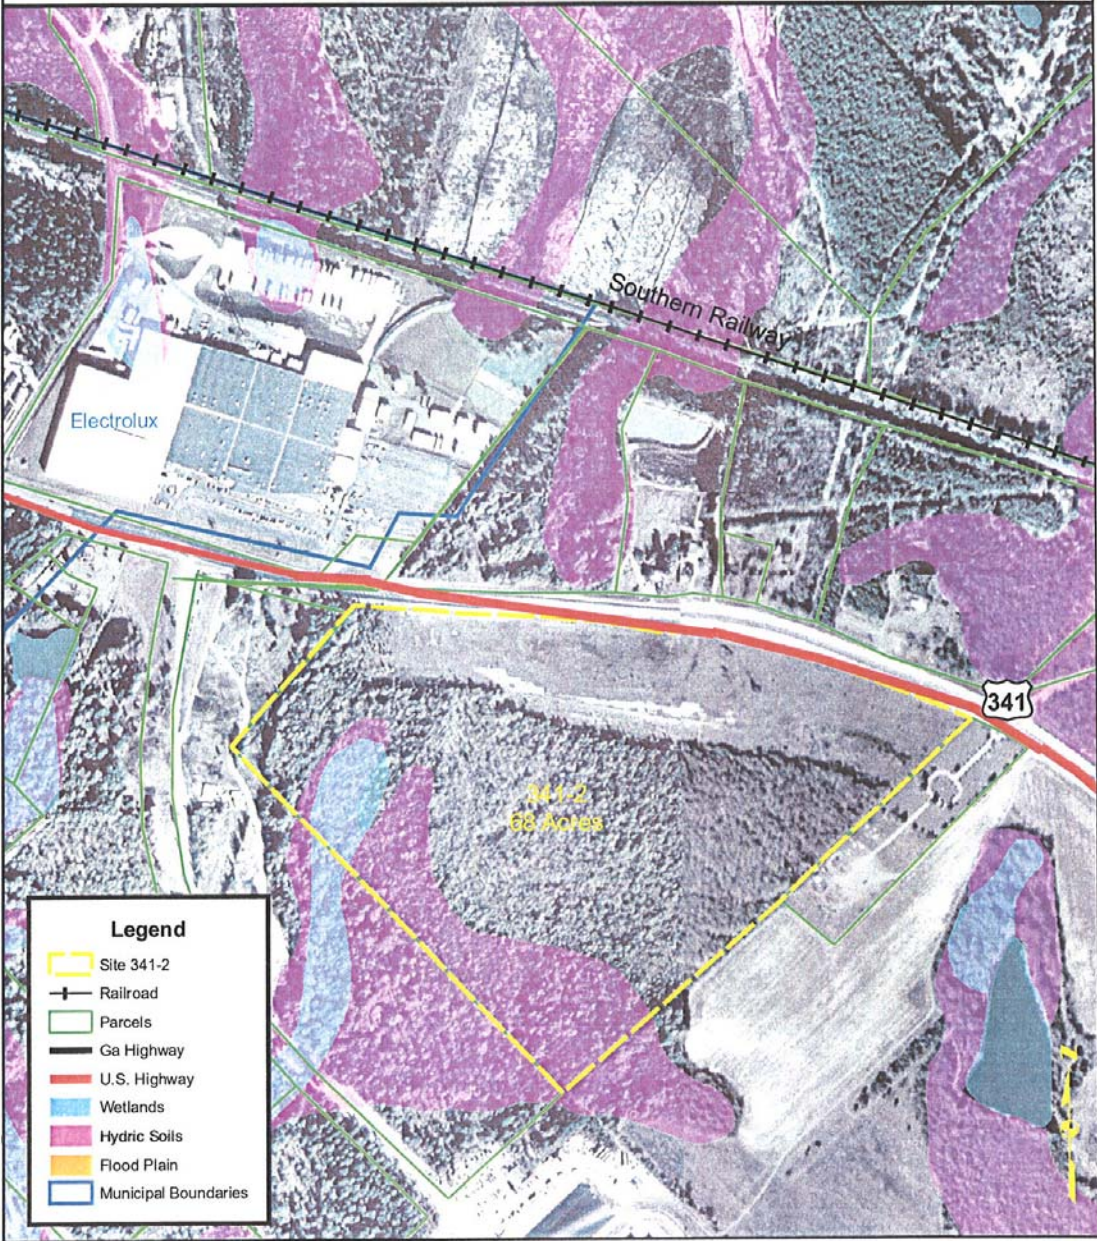 Southern Railway
Electrolux
341
341-2
68 Acres
Legend
Site 341-2
Railroad
Parcels
Ga Highway
U.S. Highway
Wetlands
Hydric Soils
Flood Plain
Municipal Boundaries